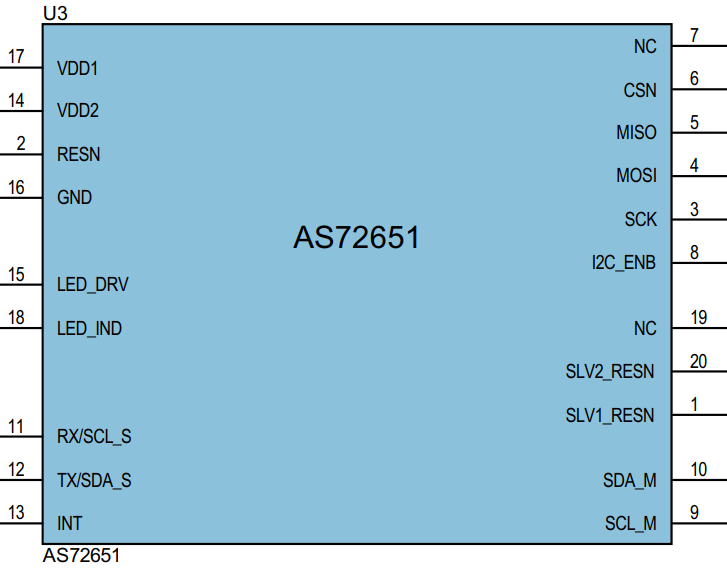 U3
17 VDD1
14 VDD2
2 RESN
16 GND
15 LED_DRV
18 LED_IND
11 RX/SCL_S
12 TX/SDA_S
13 INT
AS72651
NC 7
CSN 6
MISO 5
MOSI 4
SCK 3
I2C_ENB 8
NC 19
SLV2_RESN 20
SLV1_RESN 1
SDA_M 10
SCL_M 9
AS72651